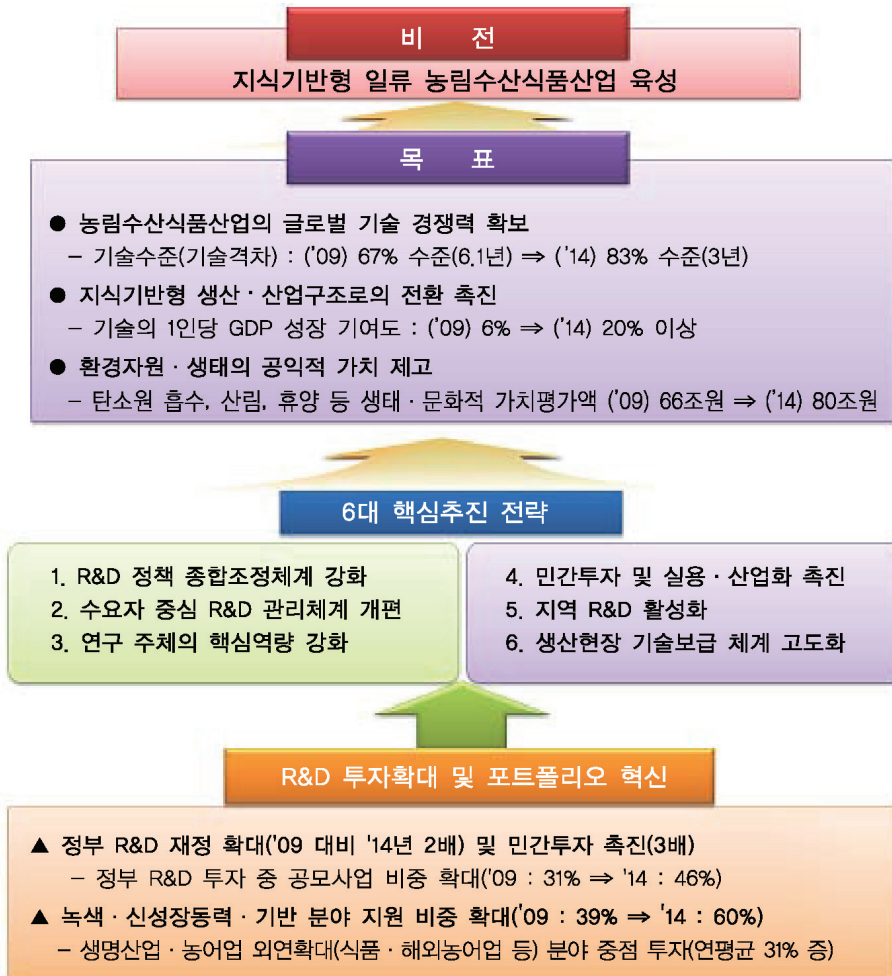 비 전
지식기반형 일류 농림수산식품산업 육성
목 표
● 농림수산식품산업의 글로벌 기술 경쟁력 확보
– 기술수준(기술격차) : ('09) 67% 수준(6.1년) ⇒ ('14) 83% 수준(3년)
● 지식기반형 생산·산업구조로의 전환 촉진
– 기술의 1인당 GDP 성장 기여도 : ('09) 6% ⇒ ('14) 20% 이상
● 환경자원·생태의 공익적 가치 제고
– 탄소원 흡수, 산림, 휴양 등 생태·문화적 가치평가액 ('09) 66조원 ⇒ ('14) 80조원
6대 핵심추진 전략
1. R&D 정책 종합조정체계 강화
2. 수요자 중심 R&D 관리체계 개편
3. 연구 주체의 핵심역량 강화
4. 민간투자 및 실용·산업화 촉진
5. 지역 R&D 활성화
6. 생산현장 기술보급 체계 고도화
R&D 투자확대 및 포트폴리오 혁신
▲ 정부 R&D 재정 확대('09 대비 '14년 2배) 및 민간투자 촉진(3배)
– 정부 R&D 투자 중 공모사업 비중 확대('09 : 31% ⇒ '14 : 46%)
▲ 녹색·신성장동력·기반 분야 지원 비중 확대('09 : 39% ⇒ '14 : 60%)
– 생명산업·농어업 외연확대(식품·해외농어업 등) 분야 중점 투자(연평균 31% 증)